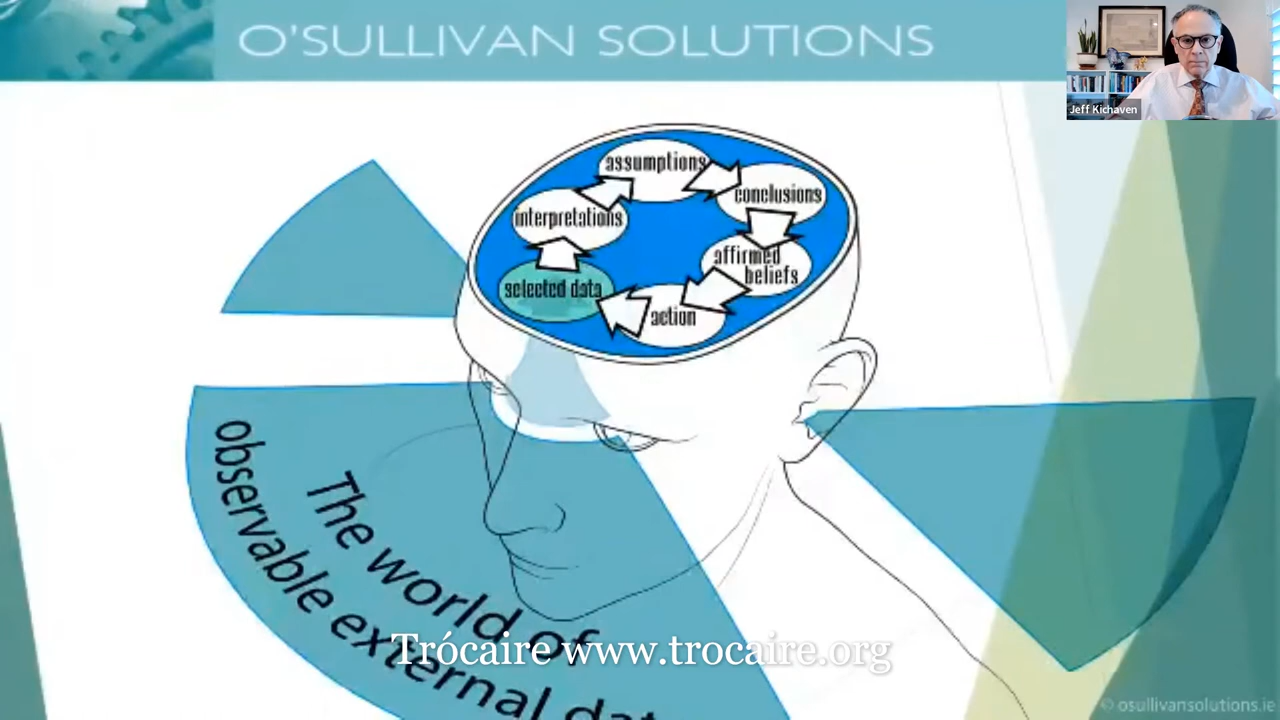 O'SULLIVAN SOLUTIONS
Jeff Kichaven
assumptions
conclusions
interpretations
affirmed
beliefs
selected data
action
The world of
observable external dat
Trócaire www.trocaire.org
© osullivansolutions.ie